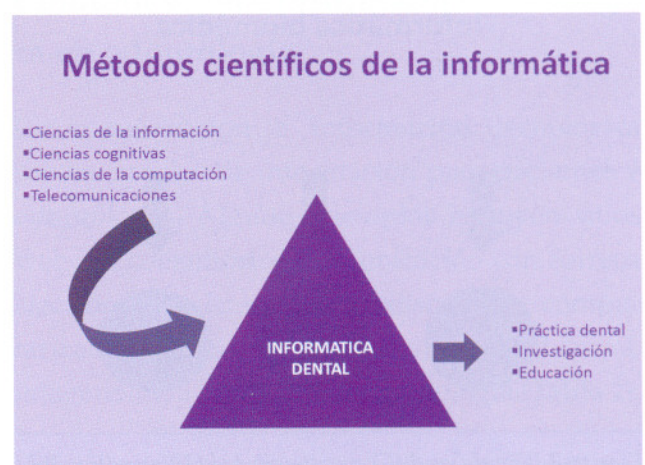 Métodos científicos de la informática
▪Ciencias de la información
▪Ciencias cognitivas
▪Ciencias de la computación
▪Telecomunicaciones
INFORMATICA
DENTAL
▪Práctica dental
▪Investigación
▪Educación